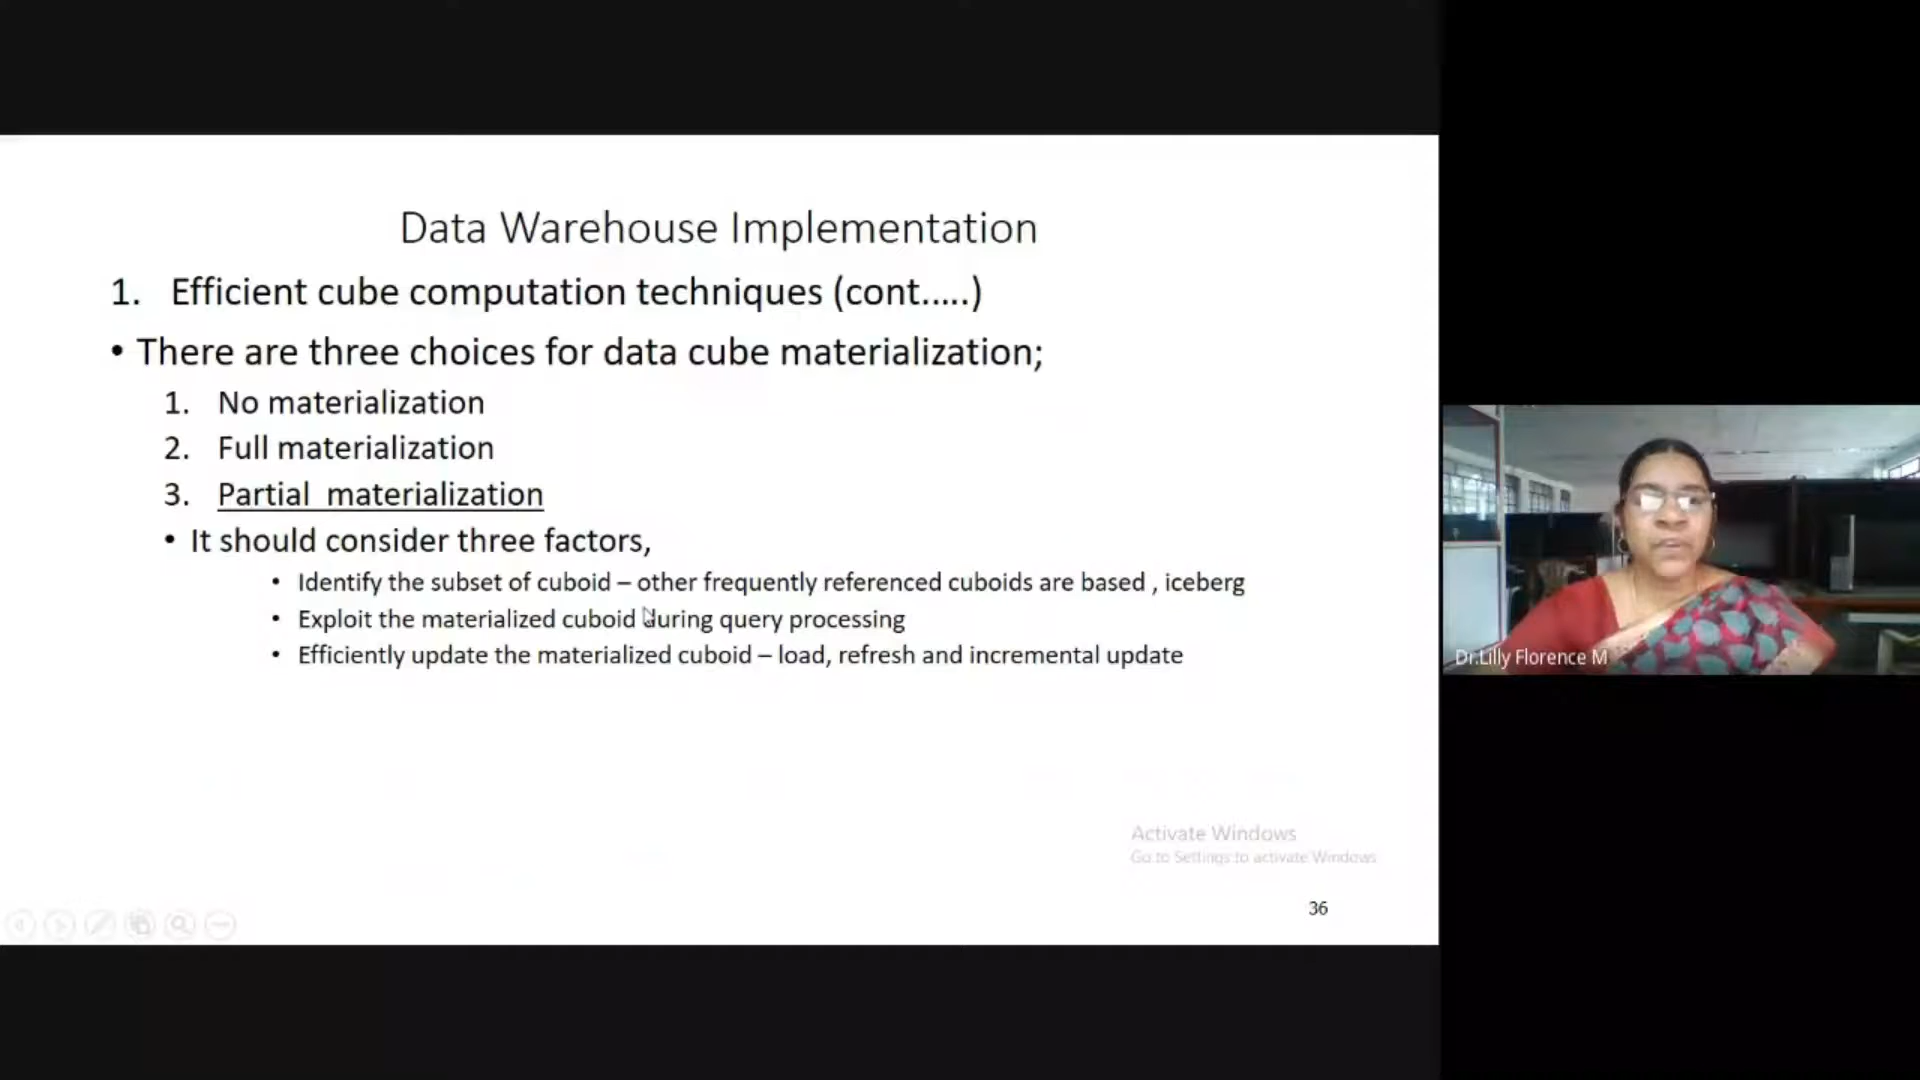 Data Warehouse Implementation
1. Efficient cube computation techniques (cont.....)
• There are three choices for data cube materialization;
1. No materialization
2. Full materialization
3. Partial materialization
• It should consider three factors,
• Identify the subset of cuboid – other frequently referenced cuboids are based , iceberg
• Exploit the materialized cuboid during query processing
• Efficiently update the materialized cuboid – load, refresh and incremental update
Dr.Lilly Florence M
Activate Windows
Go to Settings to activate Windows
36